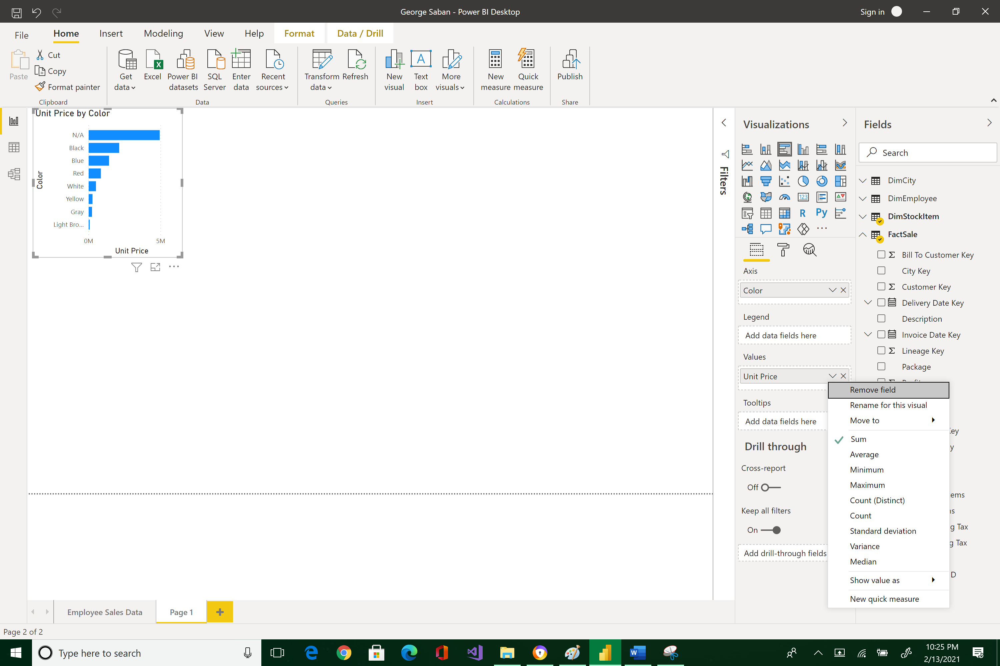 George Saban - Power BI Desktop
Sign in
File
Home
Insert
Modeling
View
Help
Format
Data / Drill
Paste
Cut
Copy
Format painter
Clipboard
Get data
Excel
Power BI datasets
SQL Server
Enter data
Recent sources
Data
Transform data
Refresh
Queries
New visual
Text box
More visuals
Insert
New measure
Quick measure
Calculations
Publish
Share
Unit Price by Color
Color
N/A
Black
Blue
Red
White
Yellow
Gray
Light Bro...
0M
5M
Unit Price
Filters
Visualizations
123
R
Py
Axis
Color
Legend
Add data fields here
Values
Unit Price
Tooltips
Add data fields here
Drill through
Cross-report
Off
Keep all filters
On
Add drill-through fields
Fields
Search
DimCity
DimEmployee
DimStockItem
FactSale
Bill To Customer Key
City Key
Customer Key
Delivery Date Key
Description
Invoice Date Key
Lineage Key
Package
Remove field
Rename for this visual
Move to
Sum
Average
Minimum
Maximum
Count (Distinct)
Count
Standard deviation
Variance
Median
Show value as
New quick measure
ey
y
ems
ns
g Tax
g Tax
D
Employee Sales Data
Page 1
Page 2 of 2
Type here to search
10:25 PM
2/13/2021